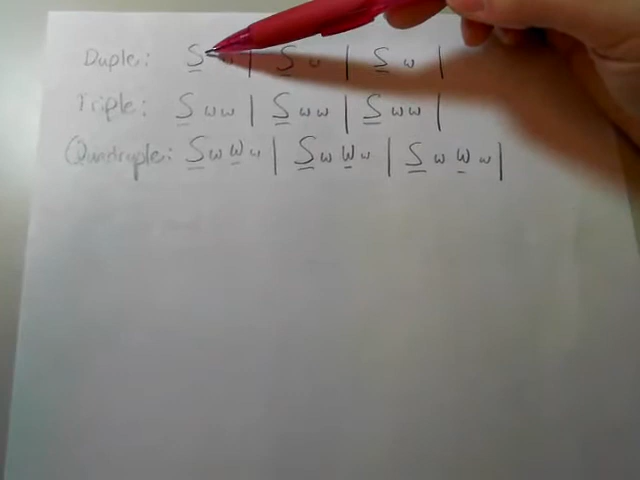 Duple: S w | S w | S w |
Triple: S w w | S w w | S w w |
Quadruple: S w W w | S w W w | S w W w |